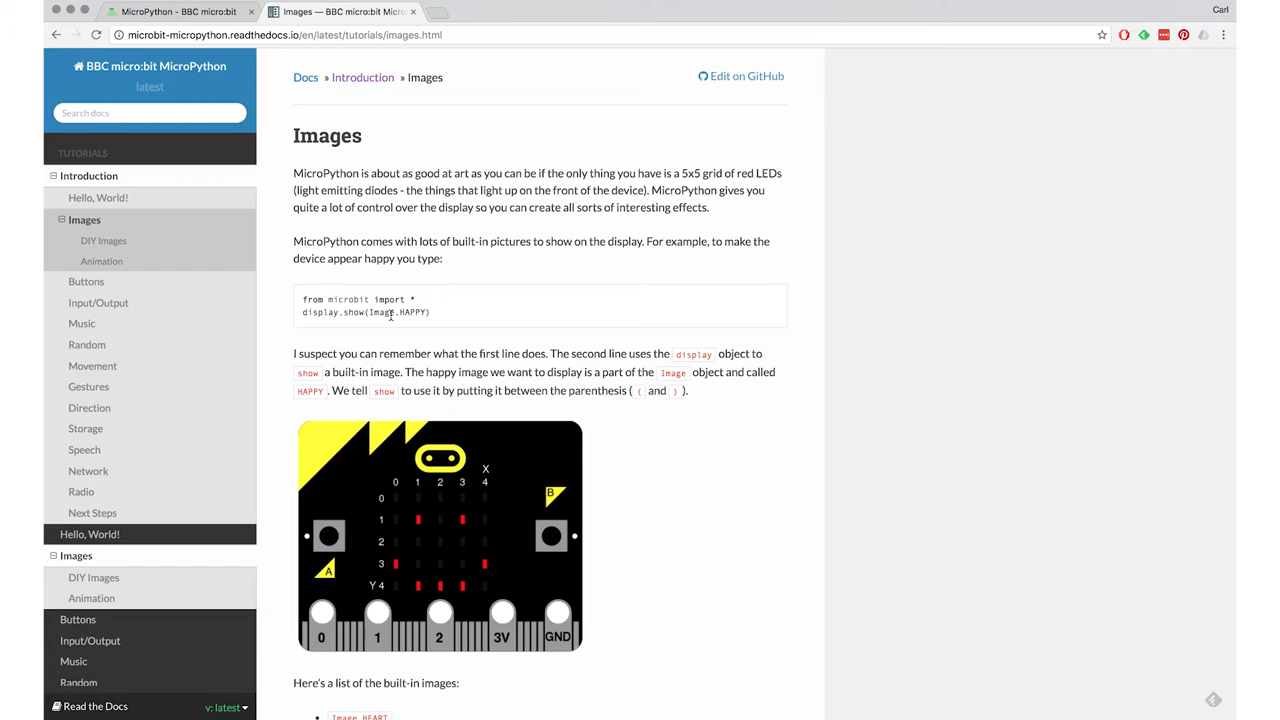 MicroPython - BBC micro:bit
Images — BBC micro:bit Micro
Carl
microbit-micropython.readthedocs.io/en/latest/tutorials/images.html
BBC micro:bit MicroPython
latest
Search docs
TUTORIALS
Introduction
Hello, World!
Images
DIY Images
Animation
Buttons
Input/Output
Music
Random
Movement
Gestures
Direction
Storage
Speech
Network
Radio
Next Steps
Hello, World!
Images
DIY Images
Animation
Buttons
Input/Output
Music
Random
Read the Docs
v: latest
Docs » Introduction » Images
Edit on GitHub
Images
MicroPython is about as good at art as you can be if the only thing you have is a 5x5 grid of red LEDs
(light emitting diodes - the things that light up on the front of the device). MicroPython gives you
quite a lot of control over the display so you can create all sorts of interesting effects.
MicroPython comes with lots of built-in pictures to show on the display. For example, to make the
device appear happy you type:
from microbit import *
display.show(Image.HAPPY)
I suspect you can remember what the first line does. The second line uses the display object to
show a built-in image. The happy image we want to display is a part of the Image object and called
HAPPY . We tell show to use it by putting it between the parenthesis ( ( and ) ).
X
0 1 2 3 4
0
1
2
3
Y 4
A
B
0 1 2 3V GND
Here's a list of the built-in images:
Image.HEART